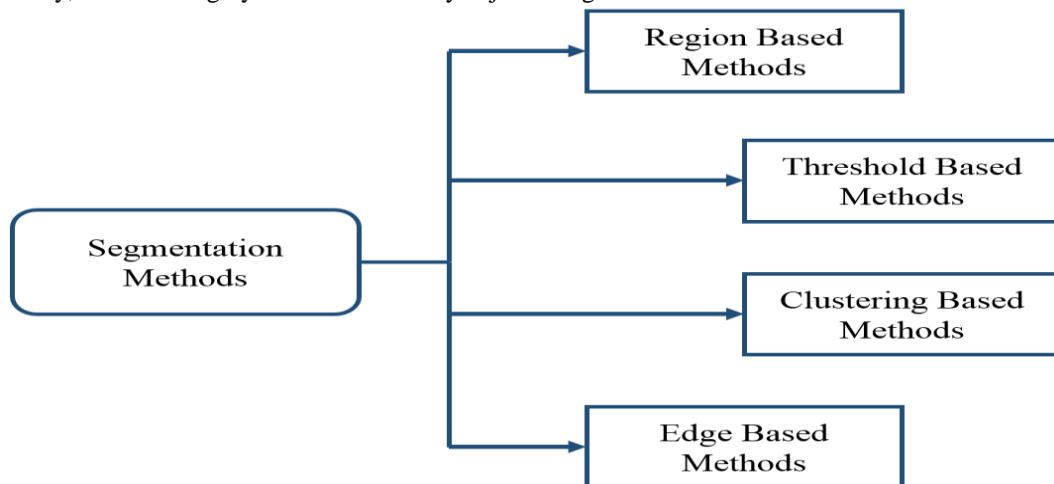 Region Based
Methods
Threshold Based
Methods
Segmentation
Methods
Clustering Based
Methods
Edge Based
Methods